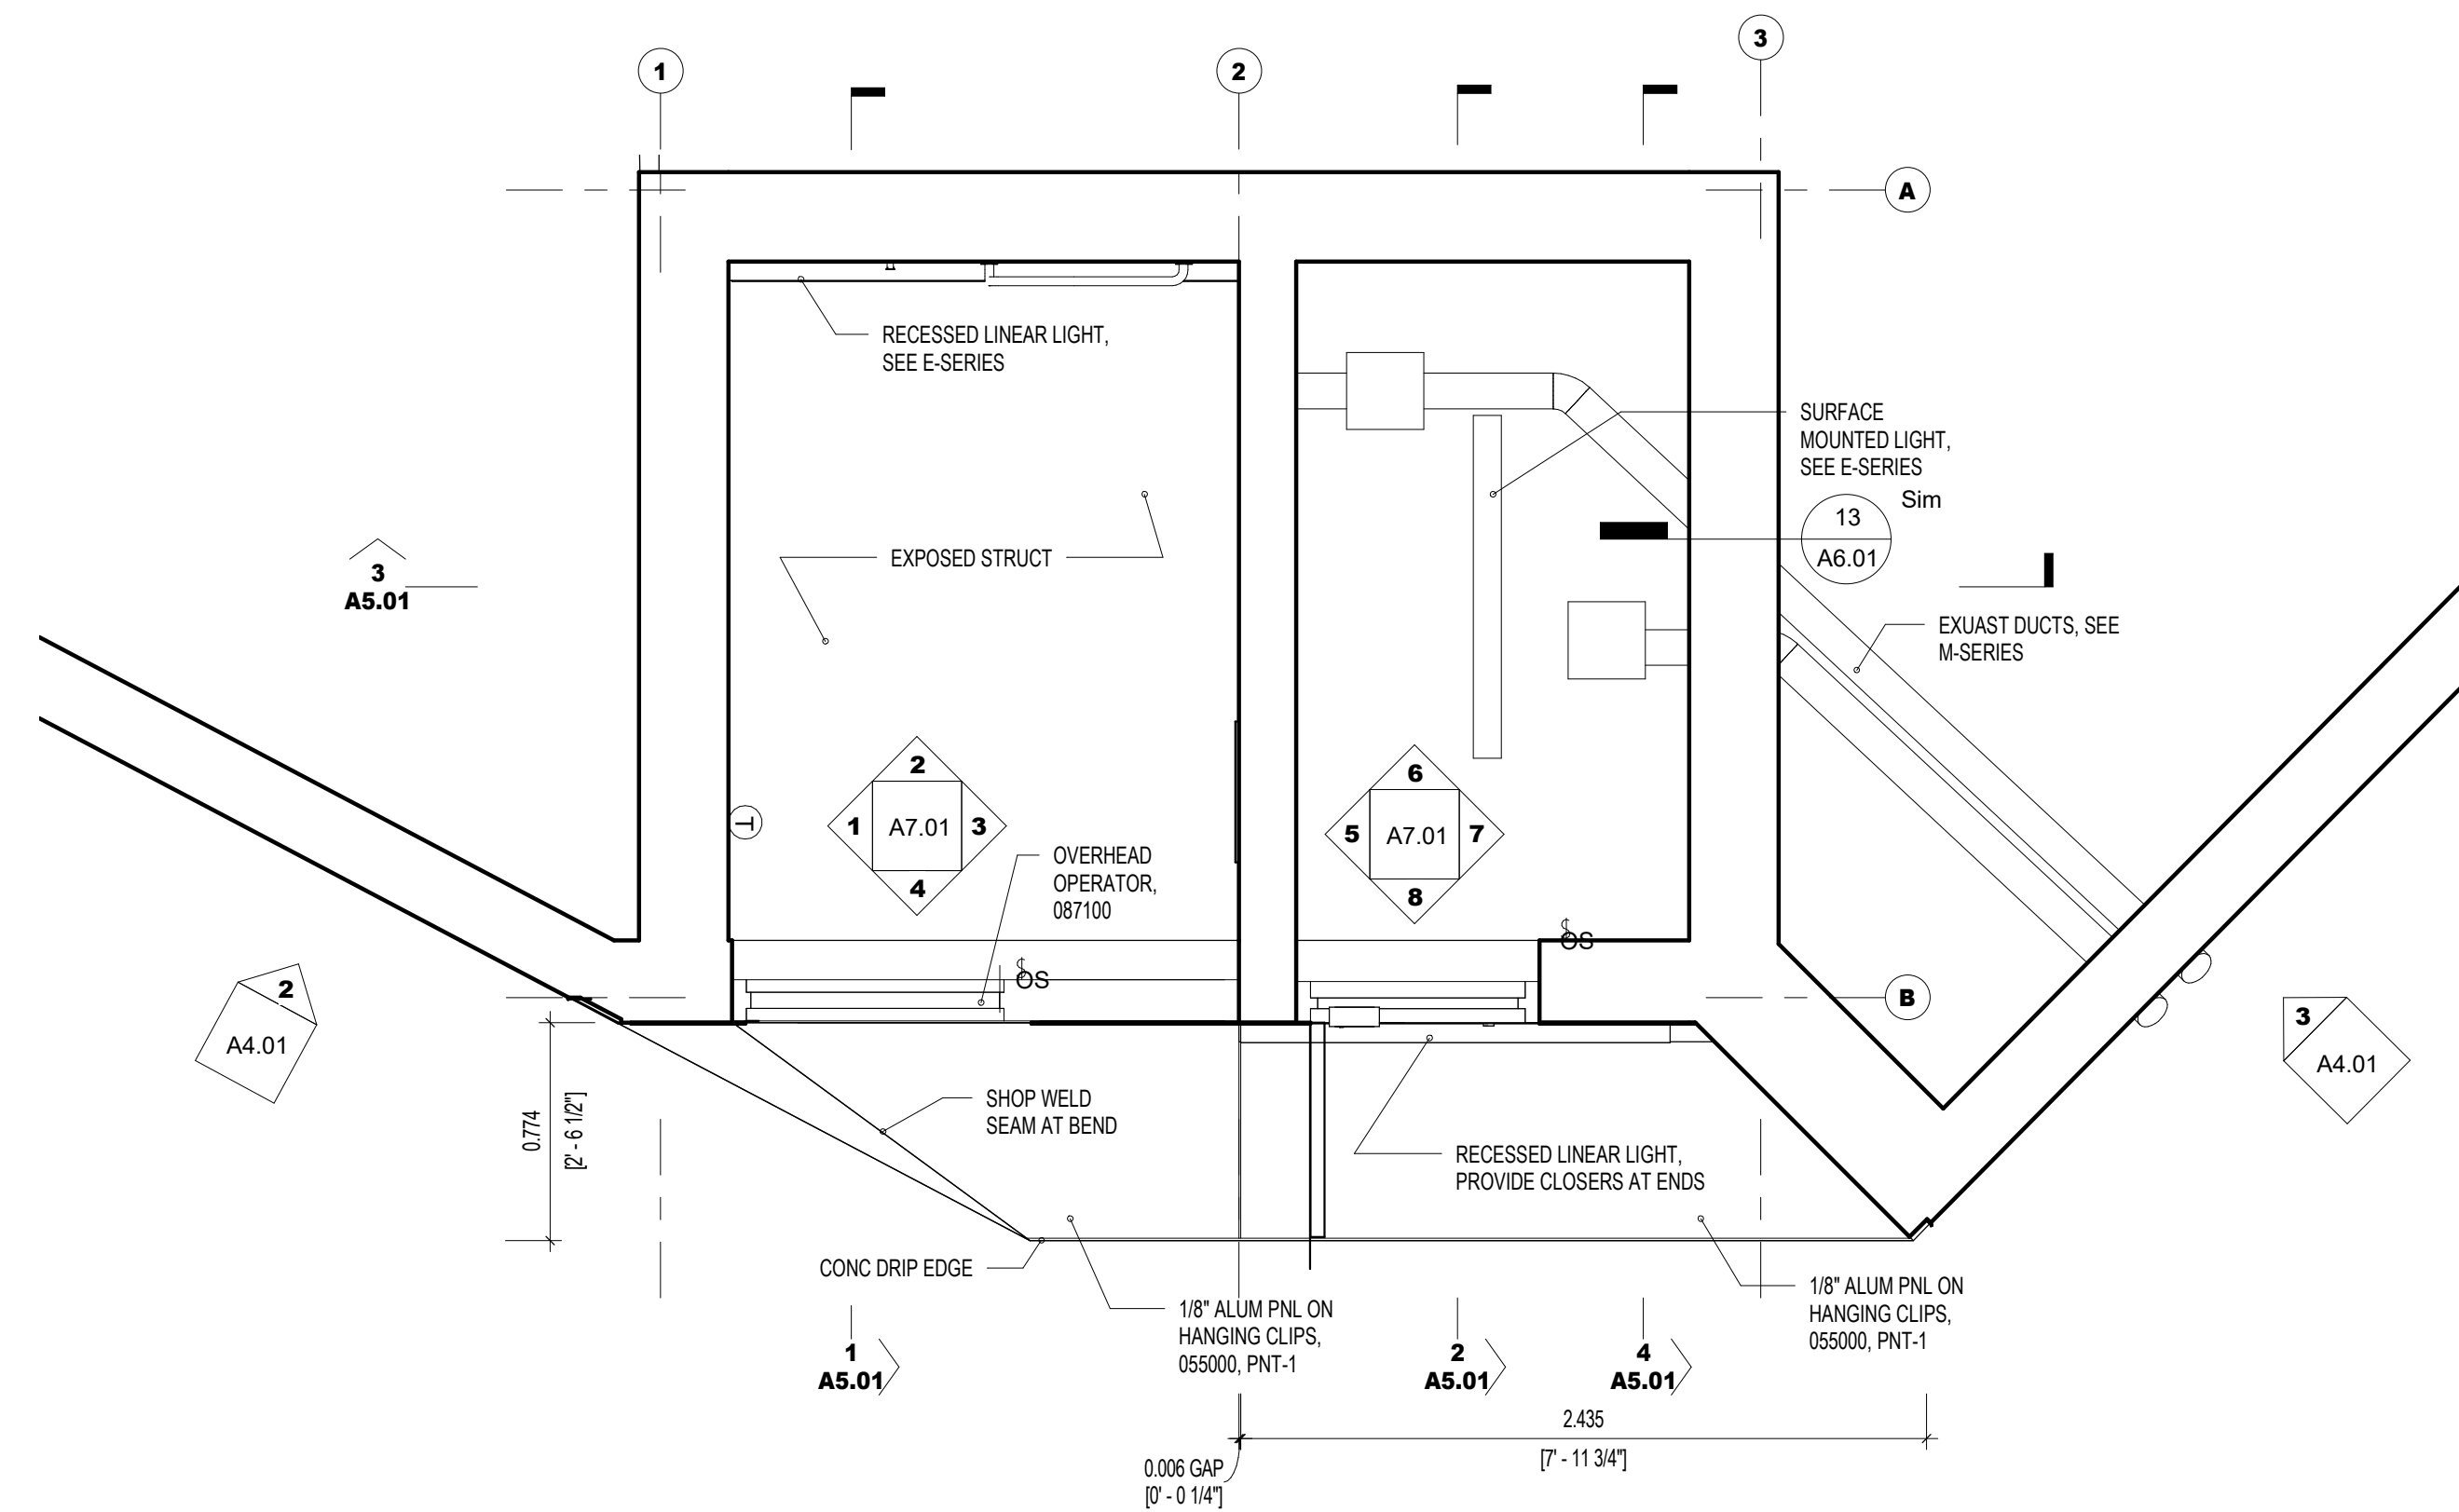 3
1
2
A
RECESSED LINEAR LIGHT,
SEE E-SERIES
SURFACE
MOUNTED LIGHT,
SEE E-SERIES
Sim
13
A6.01
EXPOSED STRUCT
3
A5.01
EXUAST DUCTS, SEE
M-SERIES
2
1
A7.01
3
4
6
5
A7.01
7
8
T
OVERHEAD
OPERATOR,
087100
$
OS
$
OS
B
2
A4.01
3
A4.01
0.774
[2' - 6 1/2"]
SHOP WELD
SEAM AT BEND
RECESSED LINEAR LIGHT,
PROVIDE CLOSERS AT ENDS
CONC DRIP EDGE
1/8" ALUM PNL ON
HANGING CLIPS,
055000, PNT-1
1/8" ALUM PNL ON
HANGING CLIPS,
055000, PNT-1
1
A5.01
2
A5.01
4
A5.01
2.435
[7' - 11 3/4"]
0.006 GAP
[0' - 0 1/4"]